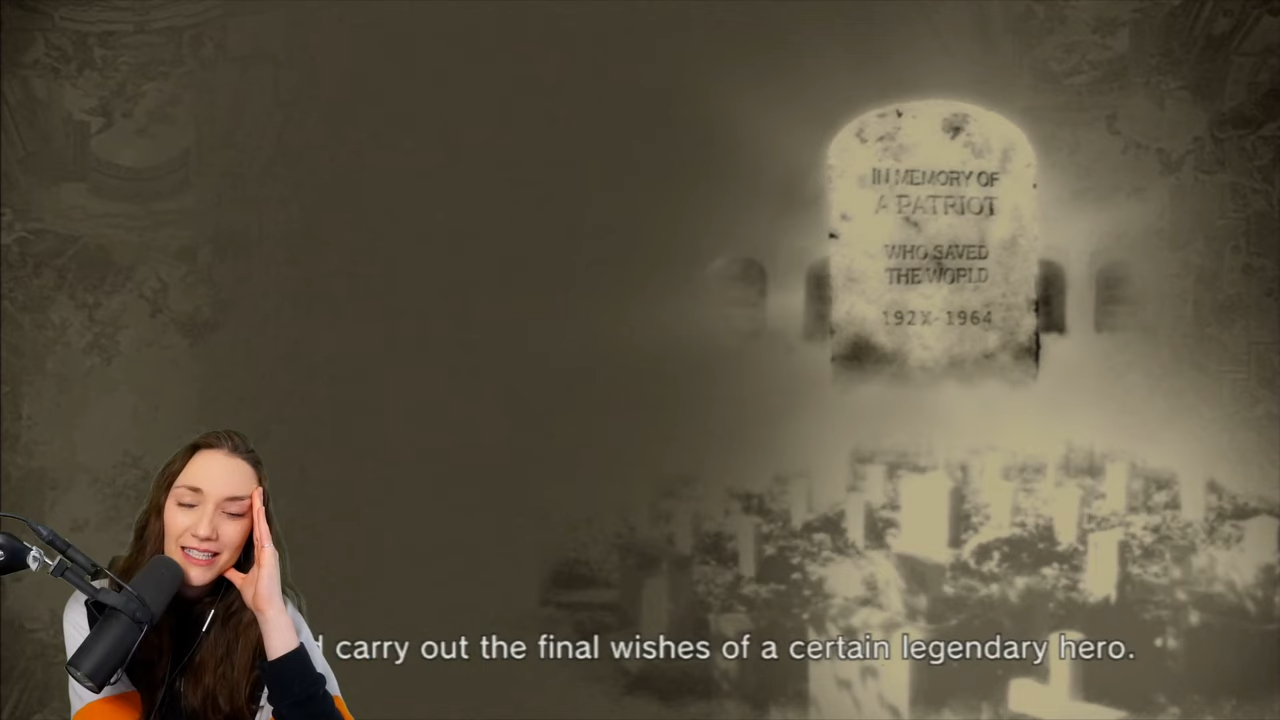 IN MEMORY OF
A PATRIOT
WHO SAVED
THE WORLD
192X-1964
carry out the final wishes of a certain legendary hero.